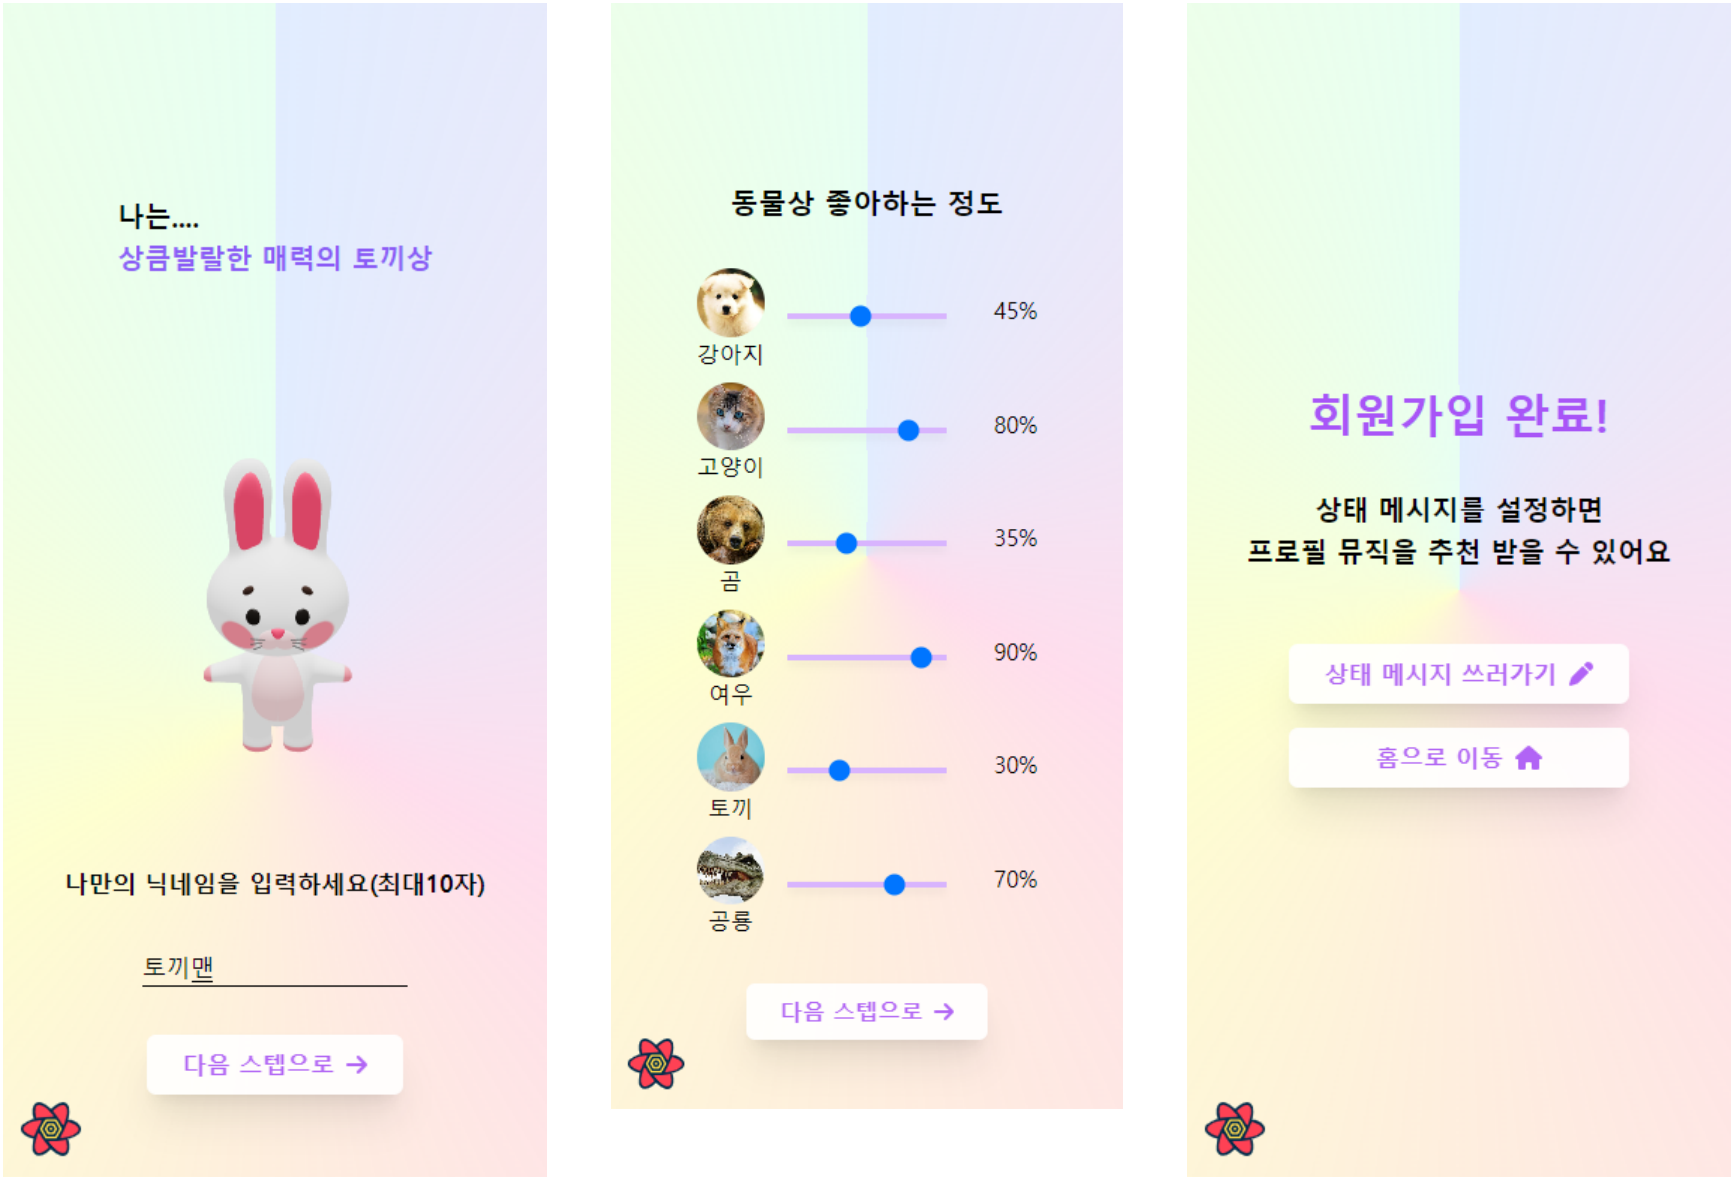 나는....
상큼발랄한 매력의 토끼상
나만의 닉네임을 입력하세요(최대10자)
토끼맨
다음 스텝으로
동물상 좋아하는 정도
45%
강아지
80%
고양이
35%
곰
90%
여우
30%
토끼
70%
공룡
다음 스텝으로
회원가입 완료!
상태 메시지를 설정하면
프로필 뮤직을 추천 받을 수 있어요
상태 메시지 쓰러가기
홈으로 이동